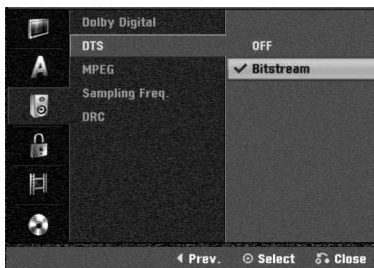 Dolby Digital
DTS
OFF
MPEG
Bitstream
Sampling Freq.
DRC
A
Prev.
Select
Close